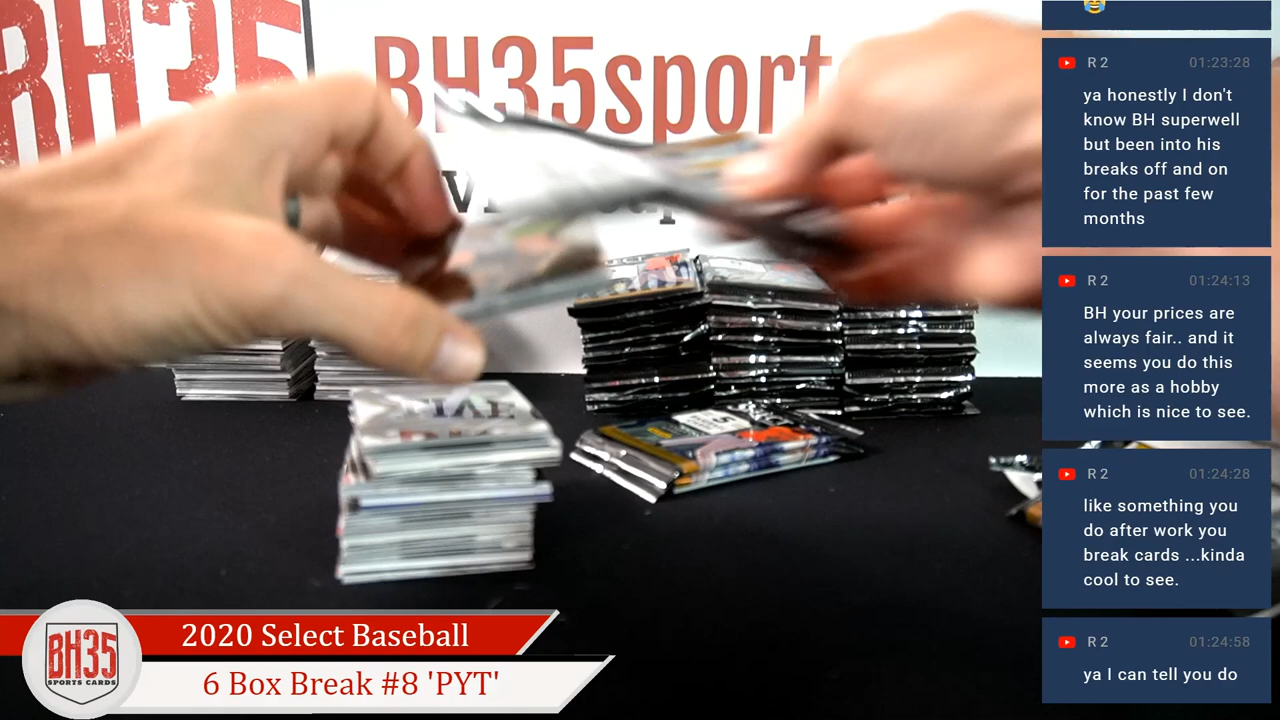 BH35
BH35sport
R 2 01:23:28
ya honestly I don't
know BH superwell
but been into his
breaks off and on
for the past few
months
R 2 01:24:13
BH your prices are
always fair.. and it
seems you do this
more as a hobby
which is nice to see.
R 2 01:24:28
like something you
do after work you
break cards ...kinda
cool to see.
R 2 01:24:58
ya I can tell you do
BH35
SPORTS CARDS
2020 Select Baseball
6 Box Break #8 'PYT'